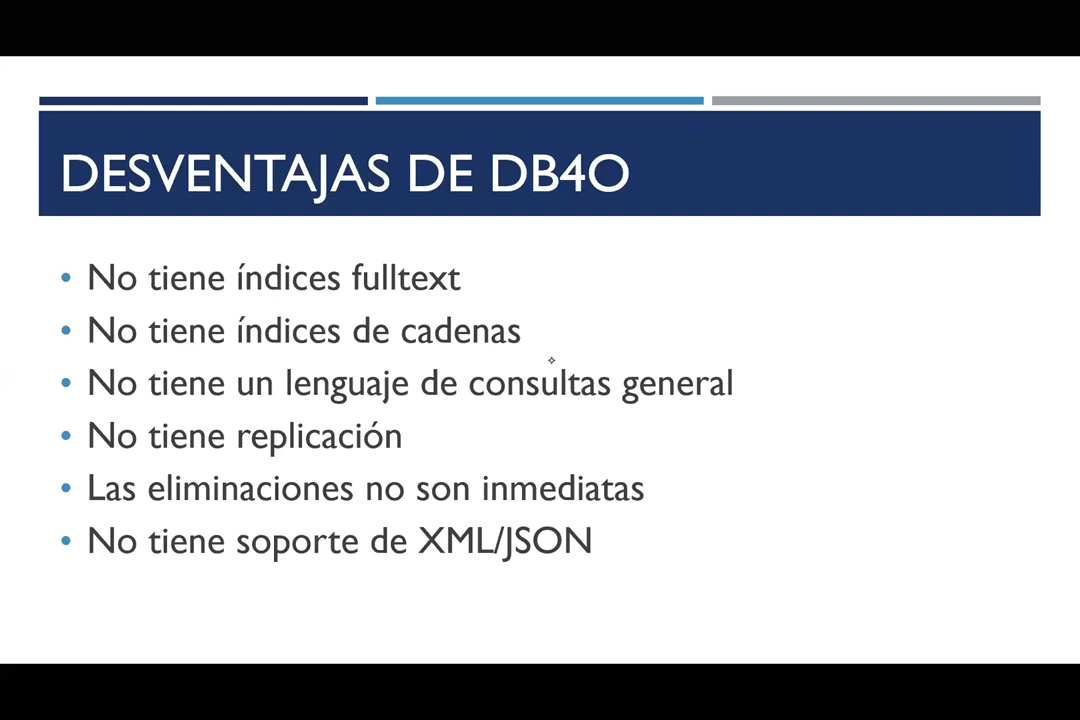 DESVENTAJAS DE DB4O
• No tiene índices fulltext
• No tiene índices de cadenas
• No tiene un lenguaje de consultas general
• No tiene replicación
• Las eliminaciones no son inmediatas
• No tiene soporte de XML/JSON